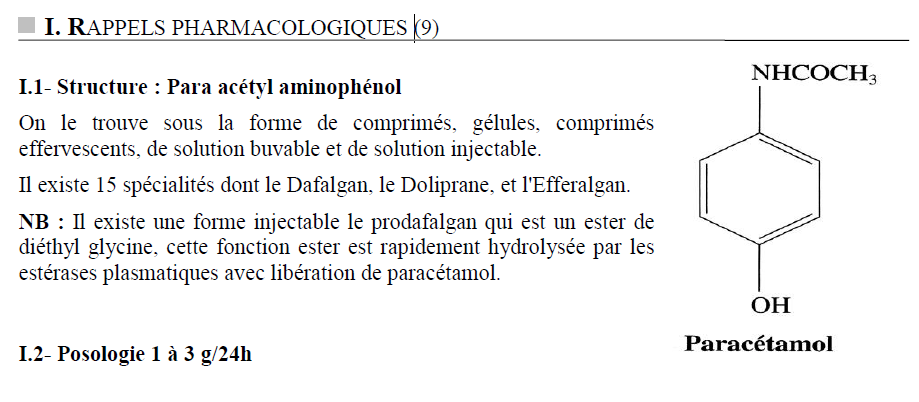 I. RAPPELS PHARMACOLOGIQUES (9)
I.1- Structure : Para acétyl aminophénol
On le trouve sous la forme de comprimés, gélules, comprimés
effervescents, de solution buvable et de solution injectable.
Il existe 15 spécialités dont le Dafalgan, le Doliprane, et l'Efferalgan.
NB : Il existe une forme injectable le prodafalgan qui est un ester de
diéthyl glycine, cette fonction ester est rapidement hydrolysée par les
estérases plasmatiques avec libération de paracétamol.
I.2- Posologie 1 à 3 g/24h
NHCOCH₃
OH
Paracétamol